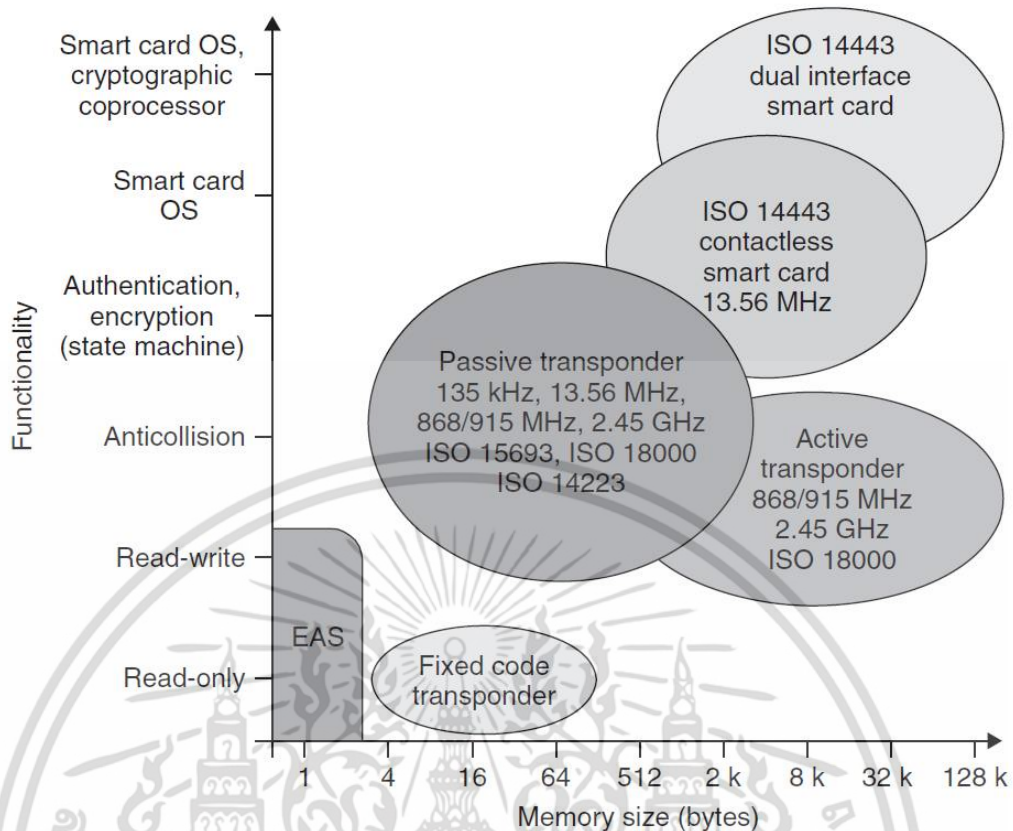 Smart card OS,
cryptographic
coprocessor
Smart card
OS
Authentication,
encryption
(state machine)
Anticollision
Read-write
Read-only
Functionality
ISO 14443
dual interface
smart card
ISO 14443
contactless
smart card
13.56 MHz
Passive transponder
135 kHz, 13.56 MHz,
868/915 MHz, 2.45 GHz
ISO 15693, ISO 18000
ISO 14223
Active
transponder
868/915 MHz
2.45 GHz
ISO 18000
EAS
Fixed code
transponder
1 4 16 64 512 2 k 8 k 32 k 128 k
Memory size (bytes)